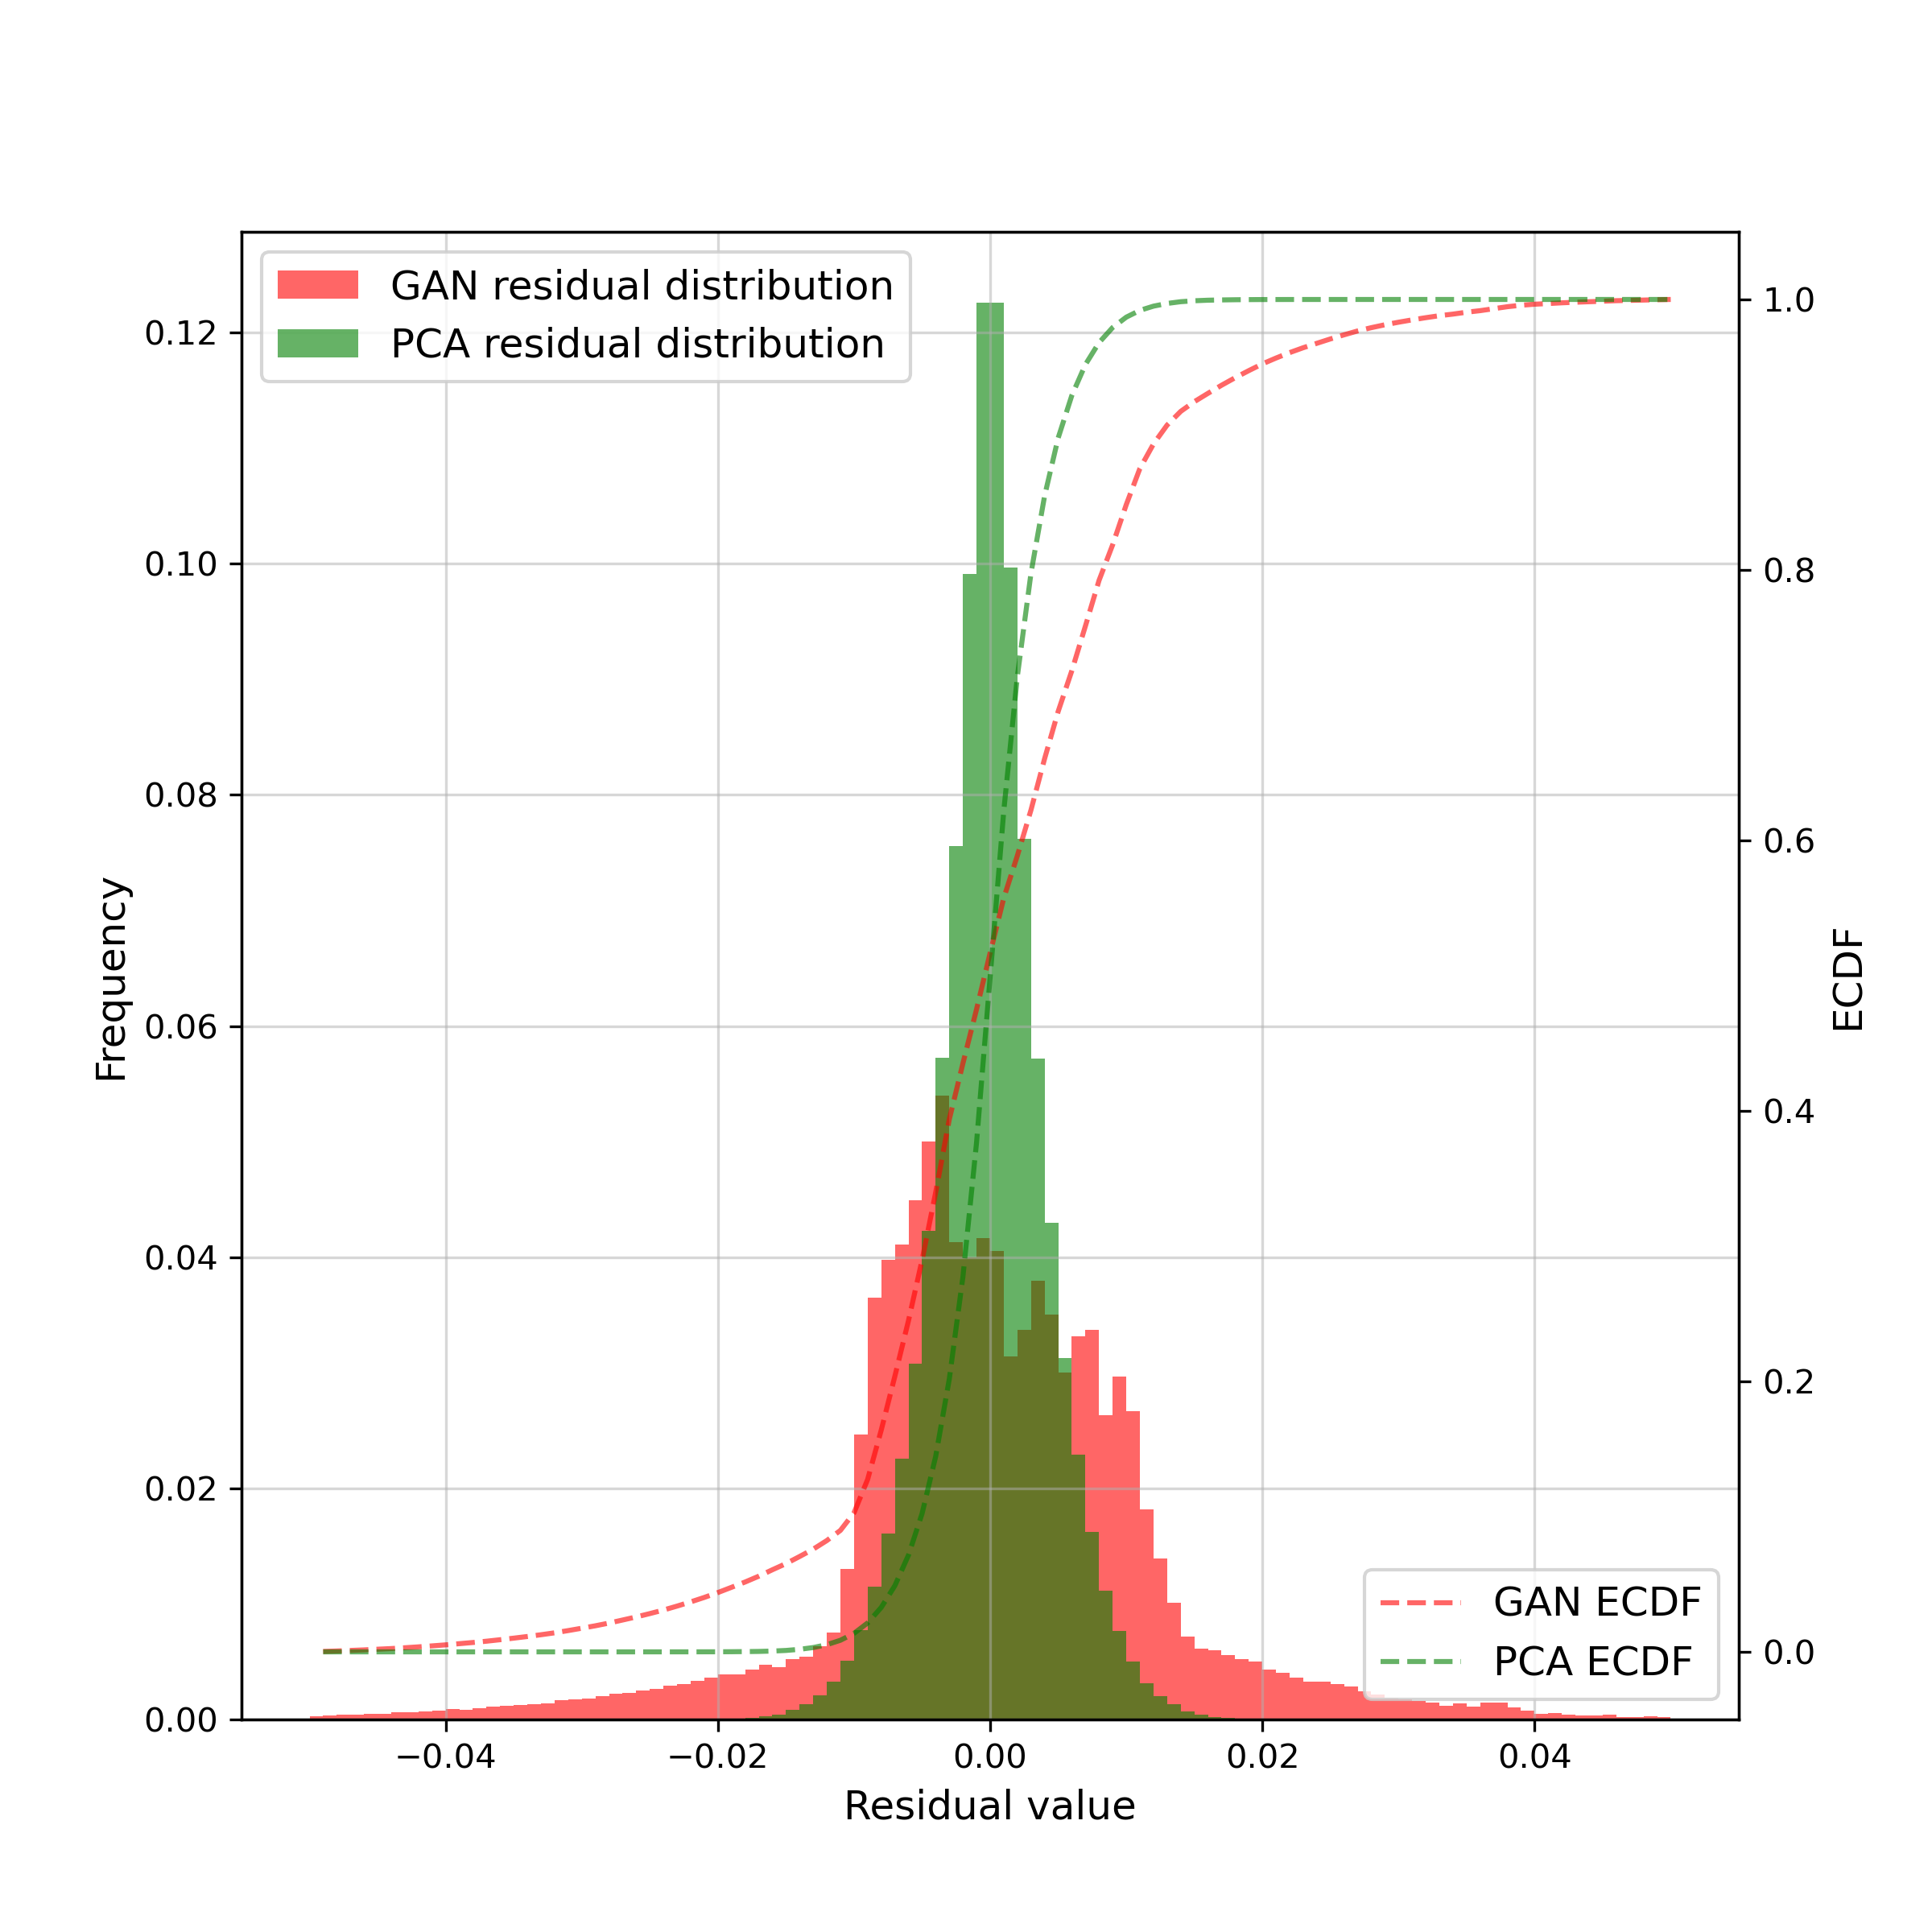 GAN residual distribution
PCA residual distribution
0.12
0.10
0.08
0.06
0.04
0.02
0.00
Frequency
1.0
0.8
0.6
0.4
0.2
0.0
ECDF
GAN ECDF
PCA ECDF
−0.04 −0.02 0.00 0.02 0.04
Residual value